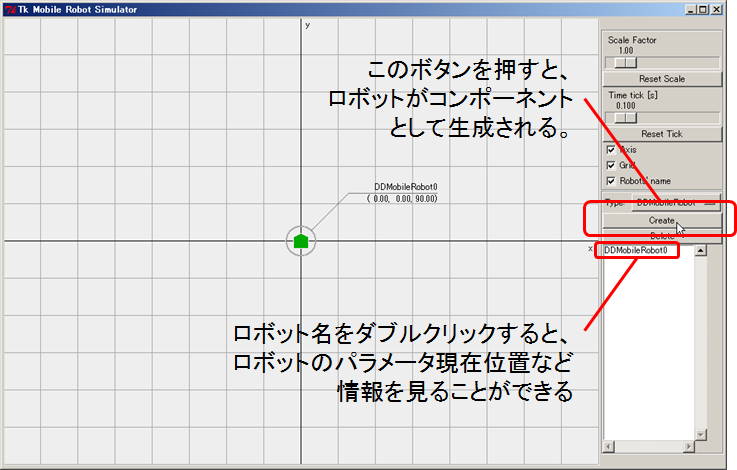 Tk Mobile Robot Simulator
y
Scale Factor
1.00
Reset Scale
Time tick [s]
0.100
Reset Tick
Axis
Grid
Robots' name
Type: DDMobileRobot
Create
Delete
DDMobileRobot0
このボタンを押すと、
ロボットがコンポーネント
として生成される。
DDMobileRobot0
( 0.00, 0.00, 90.00)
x
ロボット名をダブルクリックすると、
ロボットのパラメータ現在位置など
情報を見ることができる